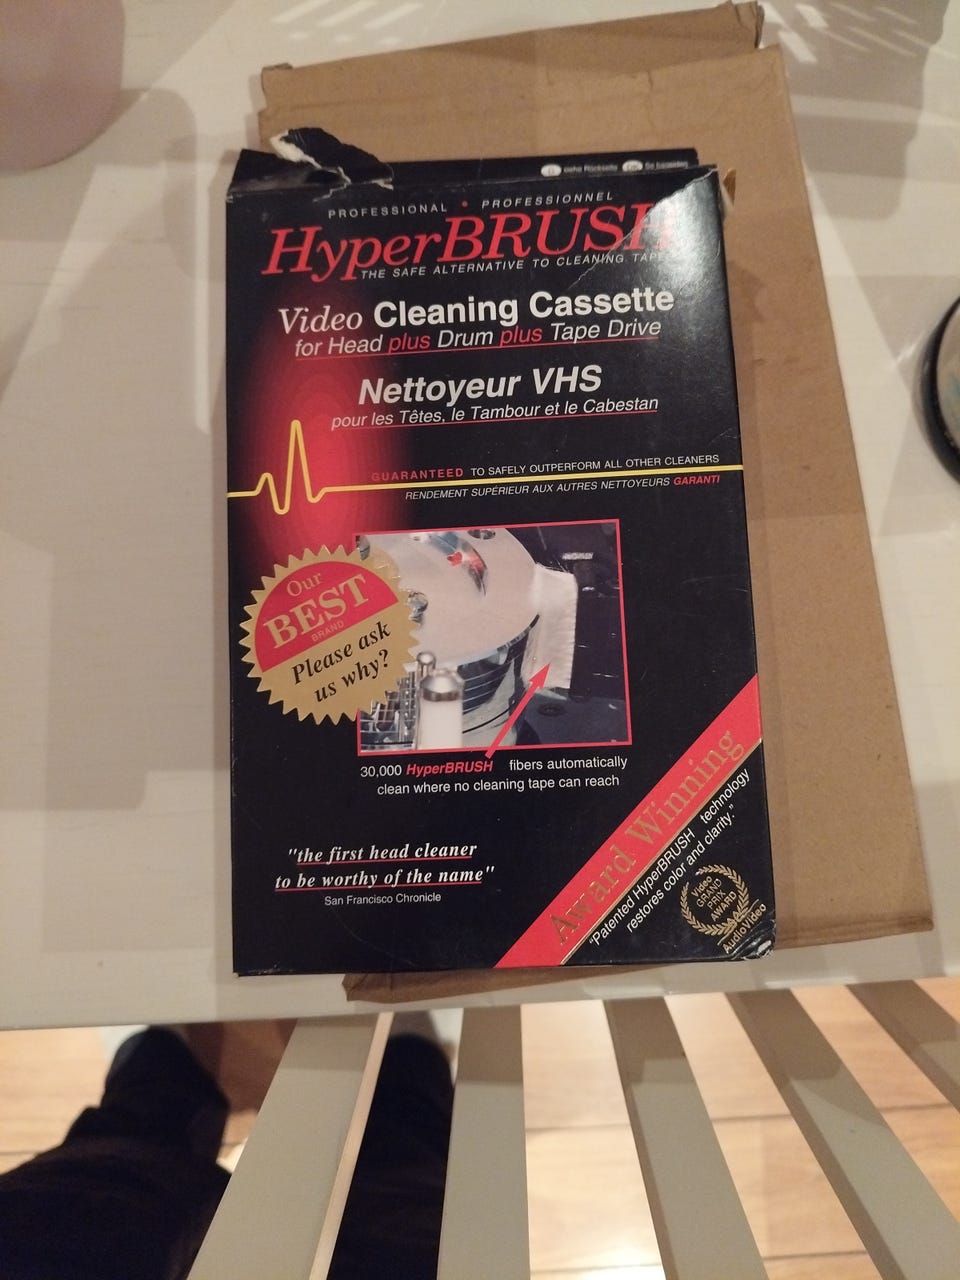 siehe Rückseite
PROFESSIONAL • PROFESSIONNEL
HyperBRUSH
THE SAFE ALTERNATIVE TO CLEANING TAPES
Video Cleaning Cassette
for Head plus Drum plus Tape Drive
Nettoyeur VHS
pour les Têtes, le Tambour et le Cabestan
GUARANTEED TO SAFELY OUTPERFORM ALL OTHER CLEANERS
RENDEMENT SUPÉRIEUR AUX AUTRES NETTOYEURS GARANTI
Our
BEST
BRAND
Please ask
us why?
30,000 HyperBRUSH fibers automatically
clean where no cleaning tape can reach
"the first head cleaner
to be worthy of the name"
San Francisco Chronicle
Award Winning
"Patented HyperBRUSH technology
restores color and clarity."
Video
GRAND
PRIX
AWARD
AudioVideo